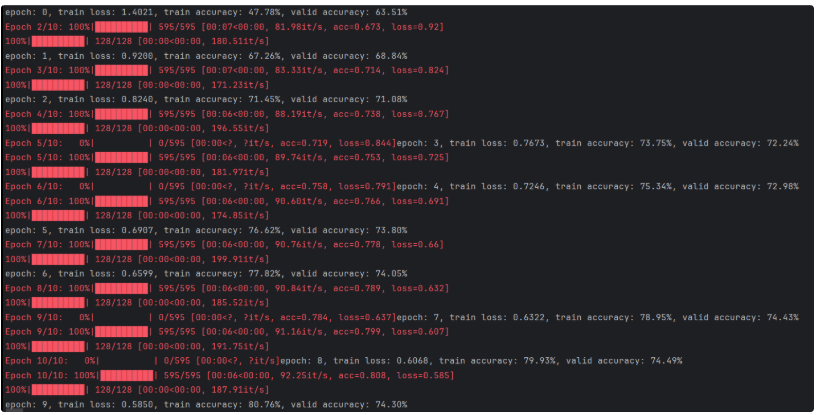 epoch: 0, train loss: 1.4021, train accuracy: 47.78%, valid accuracy: 63.51%
Epoch 2/10: 100%|██████████| 595/595 [00:07<00:00, 81.98it/s, acc=0.673, loss=0.92]
100%|██████████| 128/128 [00:00<00:00, 180.51it/s]
epoch: 1, train loss: 0.9200, train accuracy: 67.26%, valid accuracy: 68.84%
Epoch 3/10: 100%|██████████| 595/595 [00:07<00:00, 83.33it/s, acc=0.714, loss=0.824]
100%|██████████| 128/128 [00:00<00:00, 171.23it/s]
epoch: 2, train loss: 0.8240, train accuracy: 71.45%, valid accuracy: 71.08%
Epoch 4/10: 100%|██████████| 595/595 [00:06<00:00, 88.19it/s, acc=0.738, loss=0.767]
100%|██████████| 128/128 [00:00<00:00, 196.55it/s]
Epoch 5/10:   0%|          | 0/595 [00:00<?, ?it/s, acc=0.719, loss=0.844]epoch: 3, train loss: 0.7673, train accuracy: 73.75%, valid accuracy: 72.24%
Epoch 5/10: 100%|██████████| 595/595 [00:06<00:00, 89.74it/s, acc=0.753, loss=0.725]
100%|██████████| 128/128 [00:00<00:00, 181.97it/s]
Epoch 6/10:   0%|          | 0/595 [00:00<?, ?it/s, acc=0.758, loss=0.791]epoch: 4, train loss: 0.7246, train accuracy: 75.34%, valid accuracy: 72.98%
Epoch 6/10: 100%|██████████| 595/595 [00:06<00:00, 90.60it/s, acc=0.766, loss=0.691]
100%|██████████| 128/128 [00:00<00:00, 174.85it/s]
epoch: 5, train loss: 0.6907, train accuracy: 76.62%, valid accuracy: 73.80%
Epoch 7/10: 100%|██████████| 595/595 [00:06<00:00, 90.76it/s, acc=0.778, loss=0.66]
100%|██████████| 128/128 [00:00<00:00, 199.91it/s]
epoch: 6, train loss: 0.6599, train accuracy: 77.82%, valid accuracy: 74.05%
Epoch 8/10: 100%|██████████| 595/595 [00:06<00:00, 90.84it/s, acc=0.789, loss=0.632]
100%|██████████| 128/128 [00:00<00:00, 185.52it/s]
Epoch 9/10:   0%|          | 0/595 [00:00<?, ?it/s, acc=0.784, loss=0.637]epoch: 7, train loss: 0.6322, train accuracy: 78.95%, valid accuracy: 74.43%
Epoch 9/10: 100%|██████████| 595/595 [00:06<00:00, 91.16it/s, acc=0.799, loss=0.607]
100%|██████████| 128/128 [00:00<00:00, 191.75it/s]
Epoch 10/10:   0%|          | 0/595 [00:00<?, ?it/s]epoch: 8, train loss: 0.6068, train accuracy: 79.93%, valid accuracy: 74.49%
Epoch 10/10: 100%|██████████| 595/595 [00:06<00:00, 92.25it/s, acc=0.808, loss=0.585]
100%|██████████| 128/128 [00:00<00:00, 187.91it/s]
epoch: 9, train loss: 0.5850, train accuracy: 80.76%, valid accuracy: 74.30%